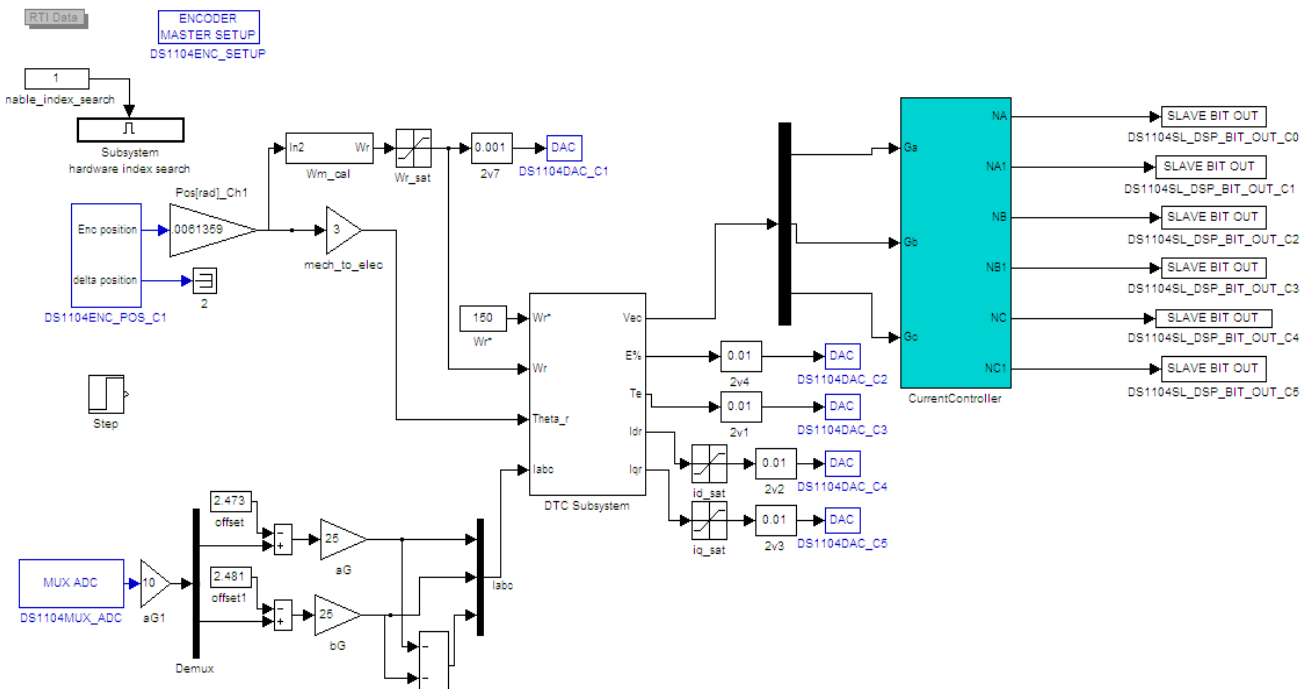 RTI Data
ENCODER
MASTER SETUP
DS1104ENC_SETUP
1
nable_index_search
Subsystem
hardware index search
In2
Wr
Wm_cal
Wr_sat
0.001
2v7
DAC
DS1104DAC_C1
Pos[rad]_Ch1
Enc position
delta position
DS1104ENC_POS_C1
.0061359
2
3
mech_to_elec
Step
150
Wr*
Wr*
Wr
Theta_r
Iabc
Vec
E%
Te
Idr
Iqr
DTC Subsystem
0.01
2v4
DAC
DS1104DAC_C2
0.01
2v1
DAC
DS1104DAC_C3
id_sat
0.01
2v2
DAC
DS1104DAC_C4
iq_sat
0.01
2v3
DAC
DS1104DAC_C5
Ga
Gb
Gc
NA
NA1
NB
NB1
NC
NC1
CurrentController
SLAVE BIT OUT
DS1104SL_DSP_BIT_OUT_C0
SLAVE BIT OUT
DS1104SL_DSP_BIT_OUT_C1
SLAVE BIT OUT
DS1104SL_DSP_BIT_OUT_C2
SLAVE BIT OUT
DS1104SL_DSP_BIT_OUT_C3
SLAVE BIT OUT
DS1104SL_DSP_BIT_OUT_C4
SLAVE BIT OUT
DS1104SL_DSP_BIT_OUT_C5
MUX ADC
DS1104MUX_ADC
10
aG1
Demux
2.473
offset
-
+
25
aG
2.481
offset1
-
+
25
bG
-
-
Iabc